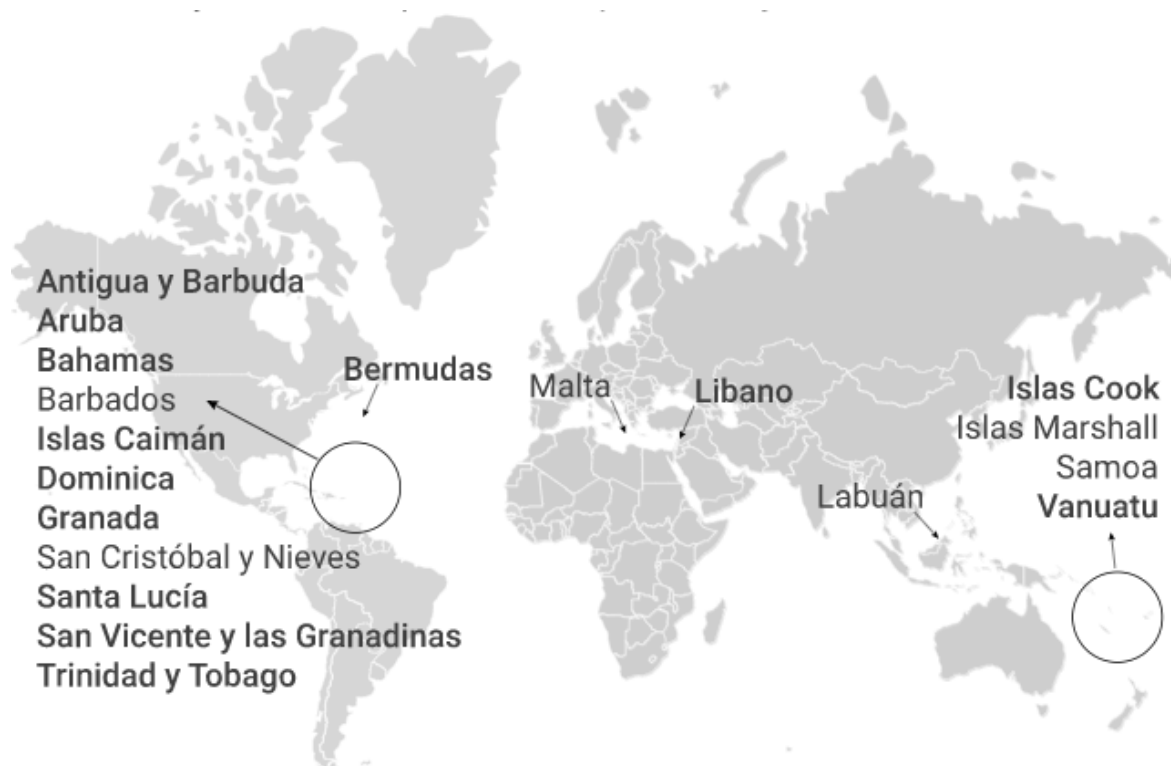 Antigua y Barbuda
Aruba
Bahamas
Barbados
Islas Caimán
Dominica
Granada
San Cristóbal y Nieves
Santa Lucía
San Vicente y las Granadinas
Trinidad y Tobago
Bermudas
Malta
Libano
Labuán
Islas Cook
Islas Marshall
Samoa
Vanuatu